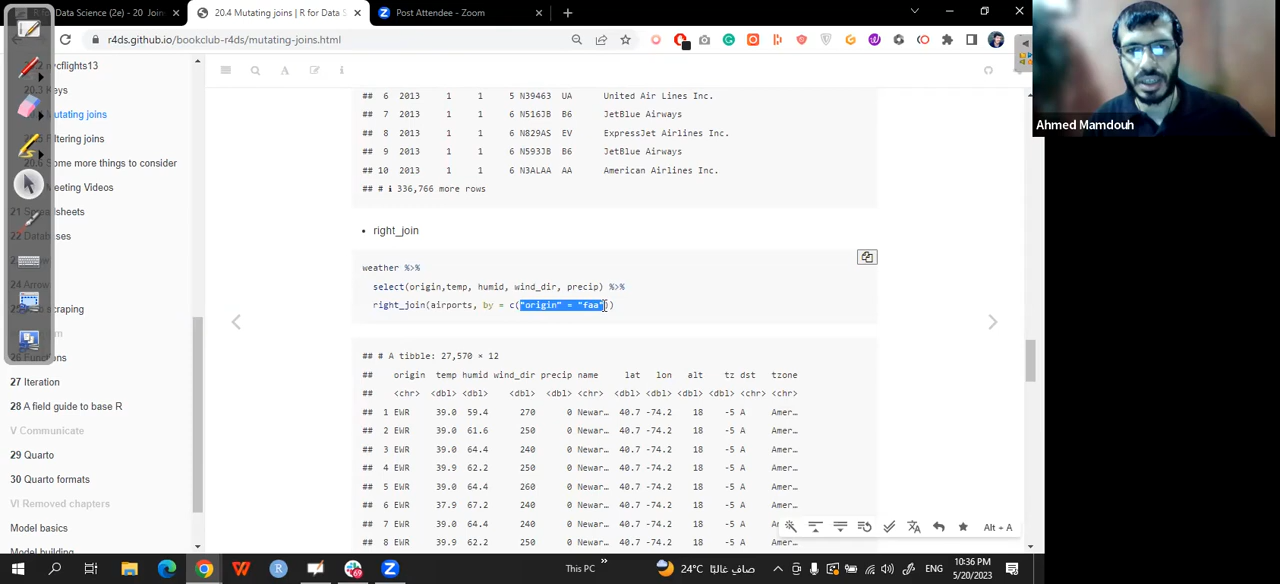 R for Data Science (2e) - 20 Join
20.4 Mutating joins | R for Data S
Post Attendee - Zoom
r4ds.github.io/bookclub-r4ds/mutating-joins.html
Ahmed Mamdouh
nycflights13
Keys
Mutating joins
Filtering joins
Some more things to consider
Meeting Videos
21 Spreadsheets
22 Databases
24 Arrow
scraping
26 Functions
27 Iteration
28 A field guide to base R
V Communicate
29 Quarto
30 Quarto formats
VI Removed chapters
Model basics
Model building
## 6 2013 1 1 5 N39463 UA United Air Lines Inc.
## 7 2013 1 1 6 N516JB B6 JetBlue Airways
## 8 2013 1 1 6 N829AS EV ExpressJet Airlines Inc.
## 9 2013 1 1 6 N593JB B6 JetBlue Airways
## 10 2013 1 1 6 N3ALAA AA American Airlines Inc.
## # ℹ 336,766 more rows
• right_join
weather %>%
select(origin,temp, humid, wind_dir, precip) %>%
right_join(airports, by = c("origin" = "faa"))
## # A tibble: 27,570 × 12
## origin temp humid wind_dir precip name lat lon alt tz dst tzone
## <chr> <dbl> <dbl> <dbl> <dbl> <chr> <dbl> <dbl> <dbl> <dbl> <chr> <chr>
## 1 EWR 39.0 59.4 270 0 Newar… 40.7 -74.2 18 -5 A Amer…
## 2 EWR 39.0 61.6 250 0 Newar… 40.7 -74.2 18 -5 A Amer…
## 3 EWR 39.0 64.4 240 0 Newar… 40.7 -74.2 18 -5 A Amer…
## 4 EWR 39.9 62.2 250 0 Newar… 40.7 -74.2 18 -5 A Amer…
## 5 EWR 39.0 64.4 260 0 Newar… 40.7 -74.2 18 -5 A Amer…
## 6 EWR 37.9 67.2 240 0 Newar… 40.7 -74.2 18 -5 A Amer…
## 7 EWR 39.0 64.4 240 0 Newar… 40.7 -74.2 18 -5 A Amer…
## 8 EWR 39.9 62.2 250 0 Newar… 40.7 -74.2 18 -5 A Amer…
Alt + A
This PC
24°C صافٍ غالبًا
ENG
10:36 PM
5/20/2023